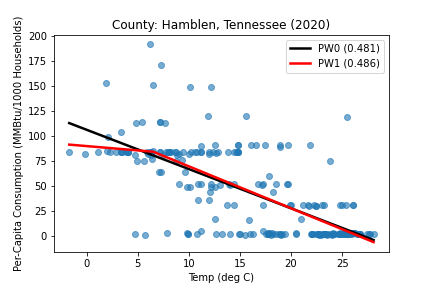 County: Hamblen, Tennessee (2020)
PW0 (0.481)
PW1 (0.486)
Per-Capita Consumption (MMBtu/1000 Households)
200
175
150
125
100
75
50
25
0
0 5 10 15 20 25
Temp (deg C)